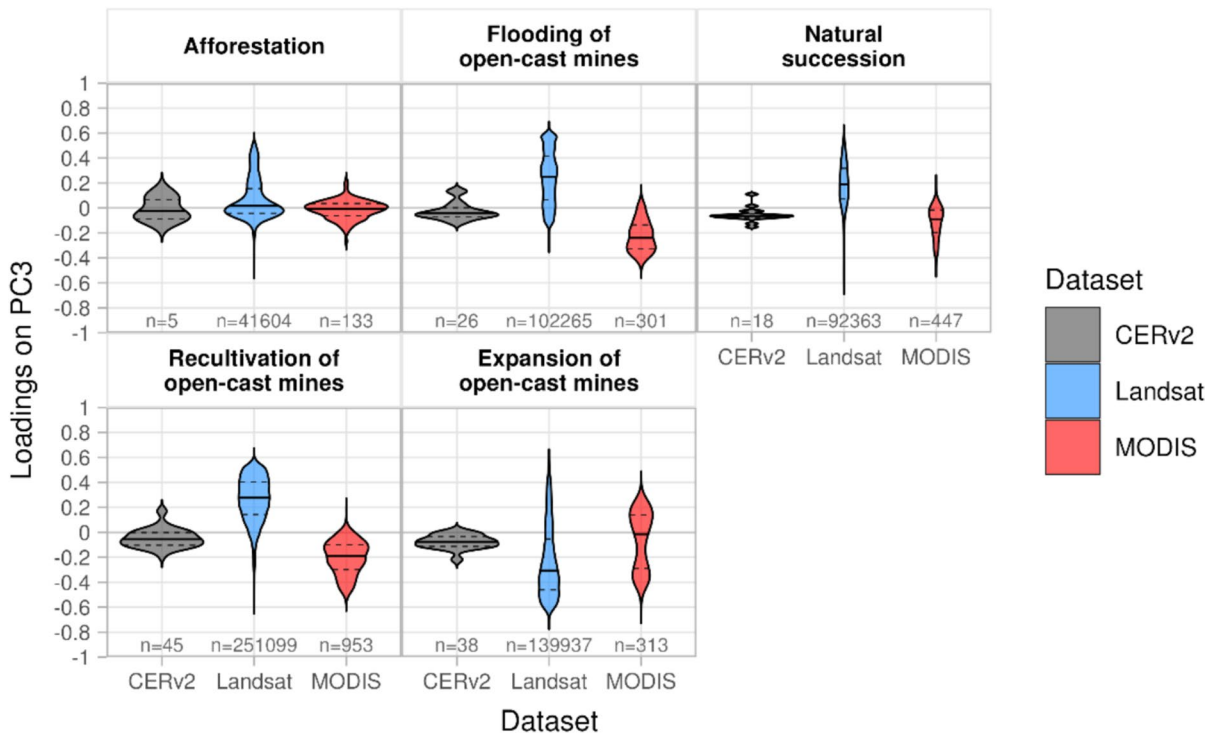 Afforestation
Flooding of
open-cast mines
Natural
succession
1
0.8
0.6
0.4
0.2
0
-0.2
-0.4
-0.6
-0.8
-1
n=5 n=41604 n=133
n=26 n=102265 n=301
n=18 n=92363 n=447
CERv2 Landsat MODIS
Recultivation of
open-cast mines
Expansion of
open-cast mines
1
0.8
0.6
0.4
0.2
0
-0.2
-0.4
-0.6
-0.8
-1
n=45 n=251099 n=953
n=38 n=139937 n=313
CERv2 Landsat MODIS
CERv2 Landsat MODIS
Loadings on PC3
Dataset
Dataset
CERv2
Landsat
MODIS